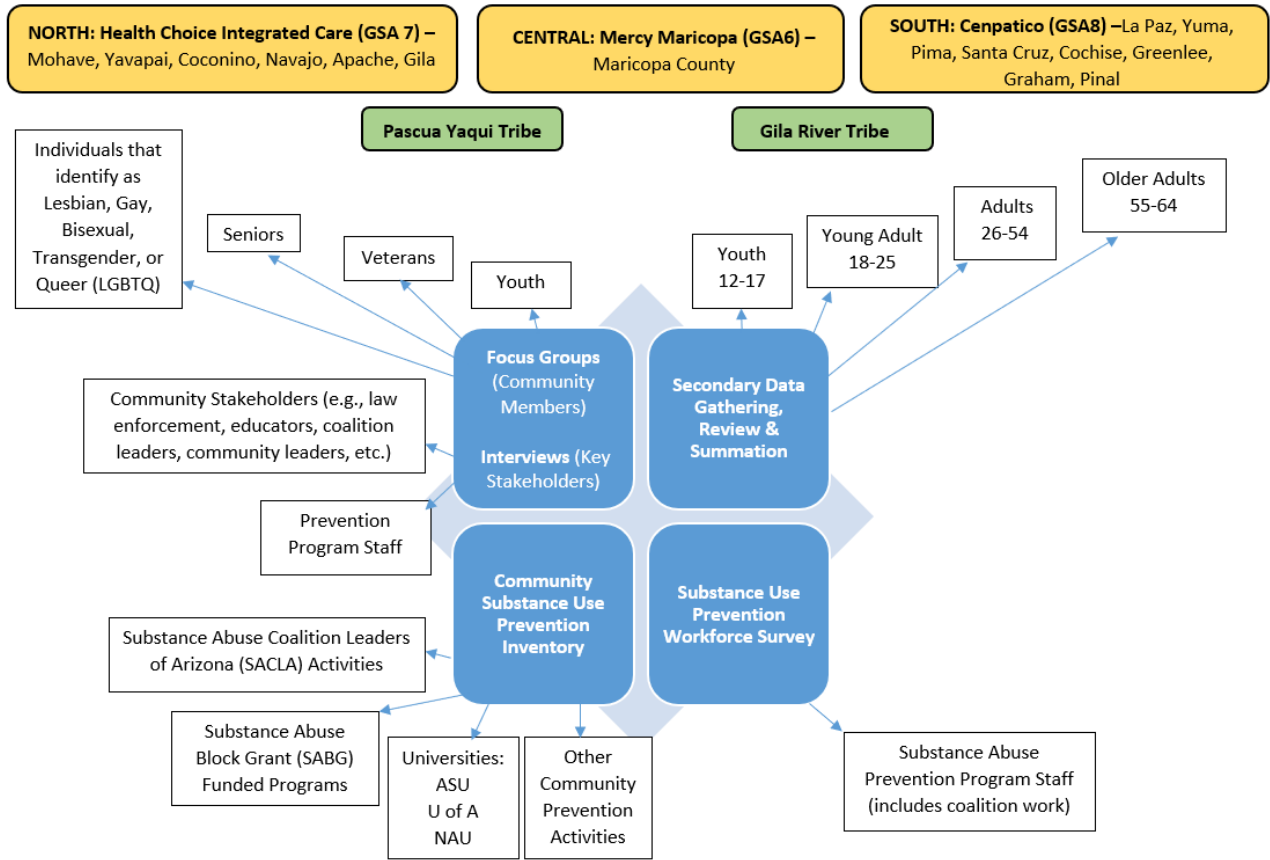 NORTH: Health Choice Integrated Care (GSA 7) –
Mohave, Yavapai, Coconino, Navajo, Apache, Gila
CENTRAL: Mercy Maricopa (GSA6) –
Maricopa County
SOUTH: Cenpatico (GSA8) –La Paz, Yuma,
Pima, Santa Cruz, Cochise, Greenlee,
Graham, Pinal
Pascua Yaqui Tribe
Gila River Tribe
Individuals that
identify as
Lesbian, Gay,
Bisexual,
Transgender, or
Queer (LGBTQ)
Seniors
Veterans
Youth
Youth
12-17
Young Adult
18-25
Adults
26-54
Older Adults
55-64
Focus Groups
(Community
Members)
Interviews (Key
Stakeholders)
Secondary Data
Gathering,
Review &
Summation
Community Stakeholders (e.g., law
enforcement, educators, coalition
leaders, community leaders, etc.)
Prevention
Program Staff
Community
Substance Use
Prevention
Inventory
Substance Use
Prevention
Workforce Survey
Substance Abuse Coalition Leaders
of Arizona (SACLA) Activities
Substance Abuse
Block Grant (SABG)
Funded Programs
Universities:
ASU
U of A
NAU
Other
Community
Prevention
Activities
Substance Abuse
Prevention Program Staff
(includes coalition work)